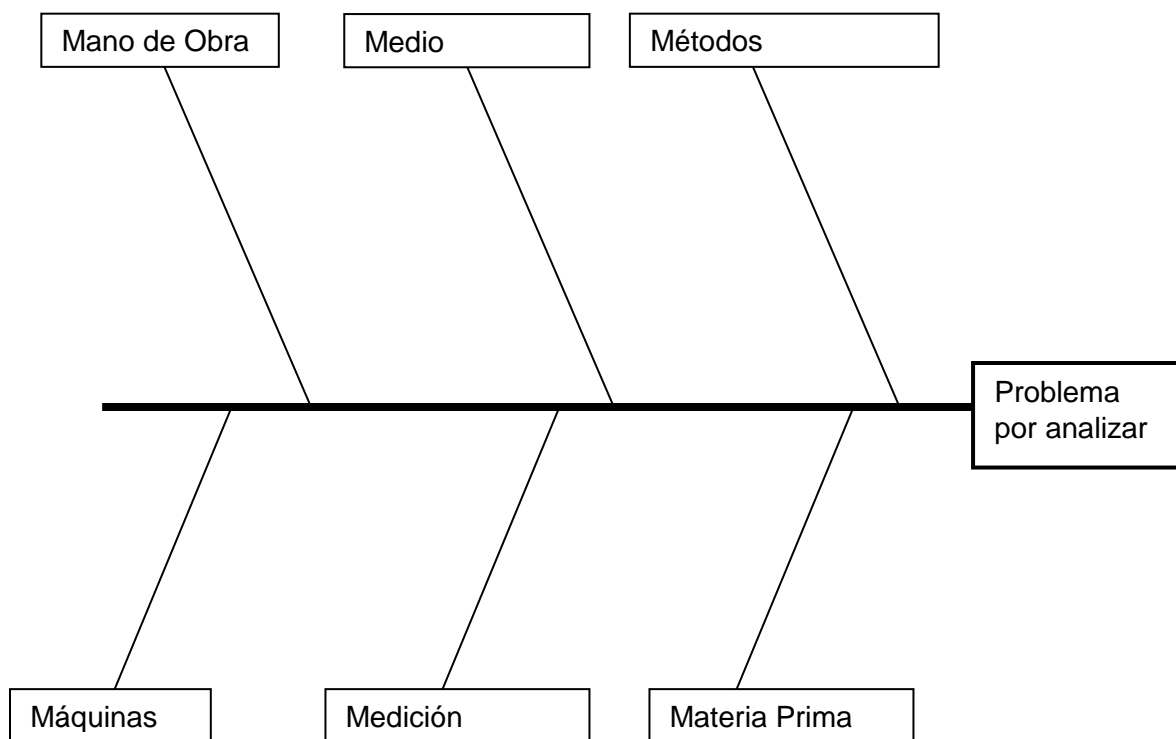 Mano de Obra
Medio
Métodos
Problema
por analizar
Máquinas
Medición
Materia Prima